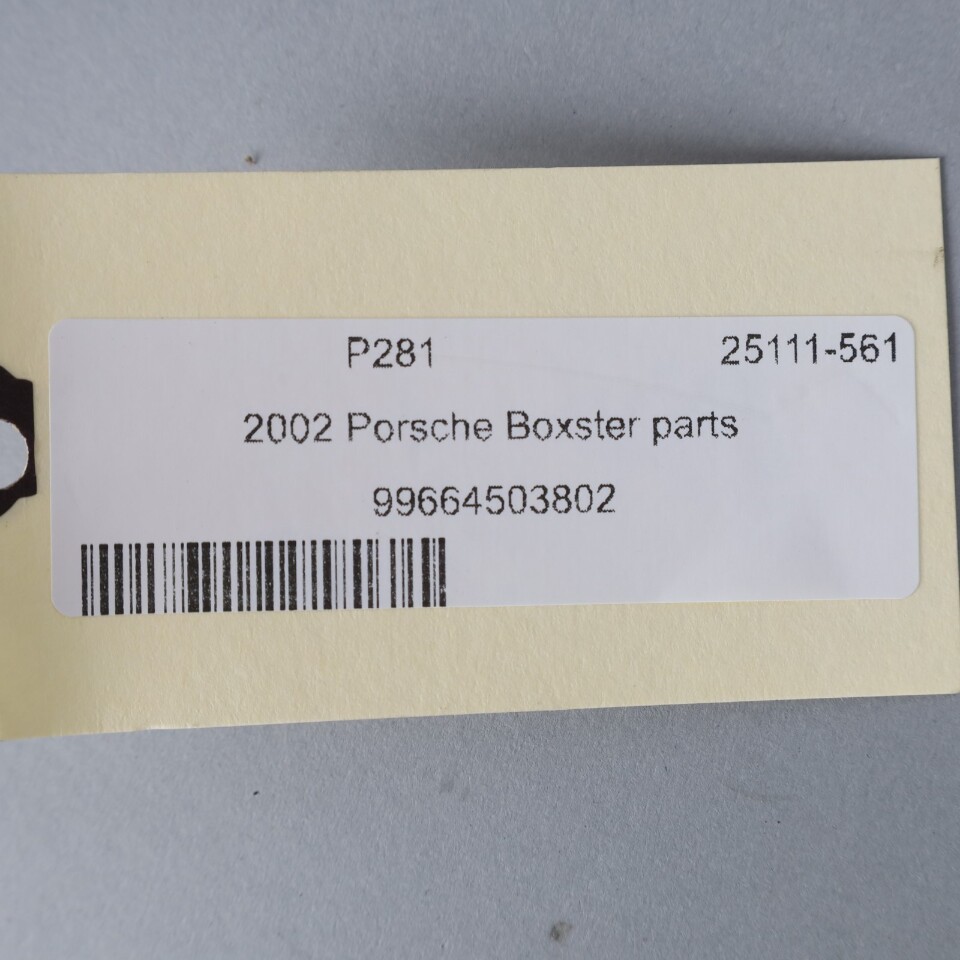 P281 25111-561
2002 Porsche Boxster parts
99664503802